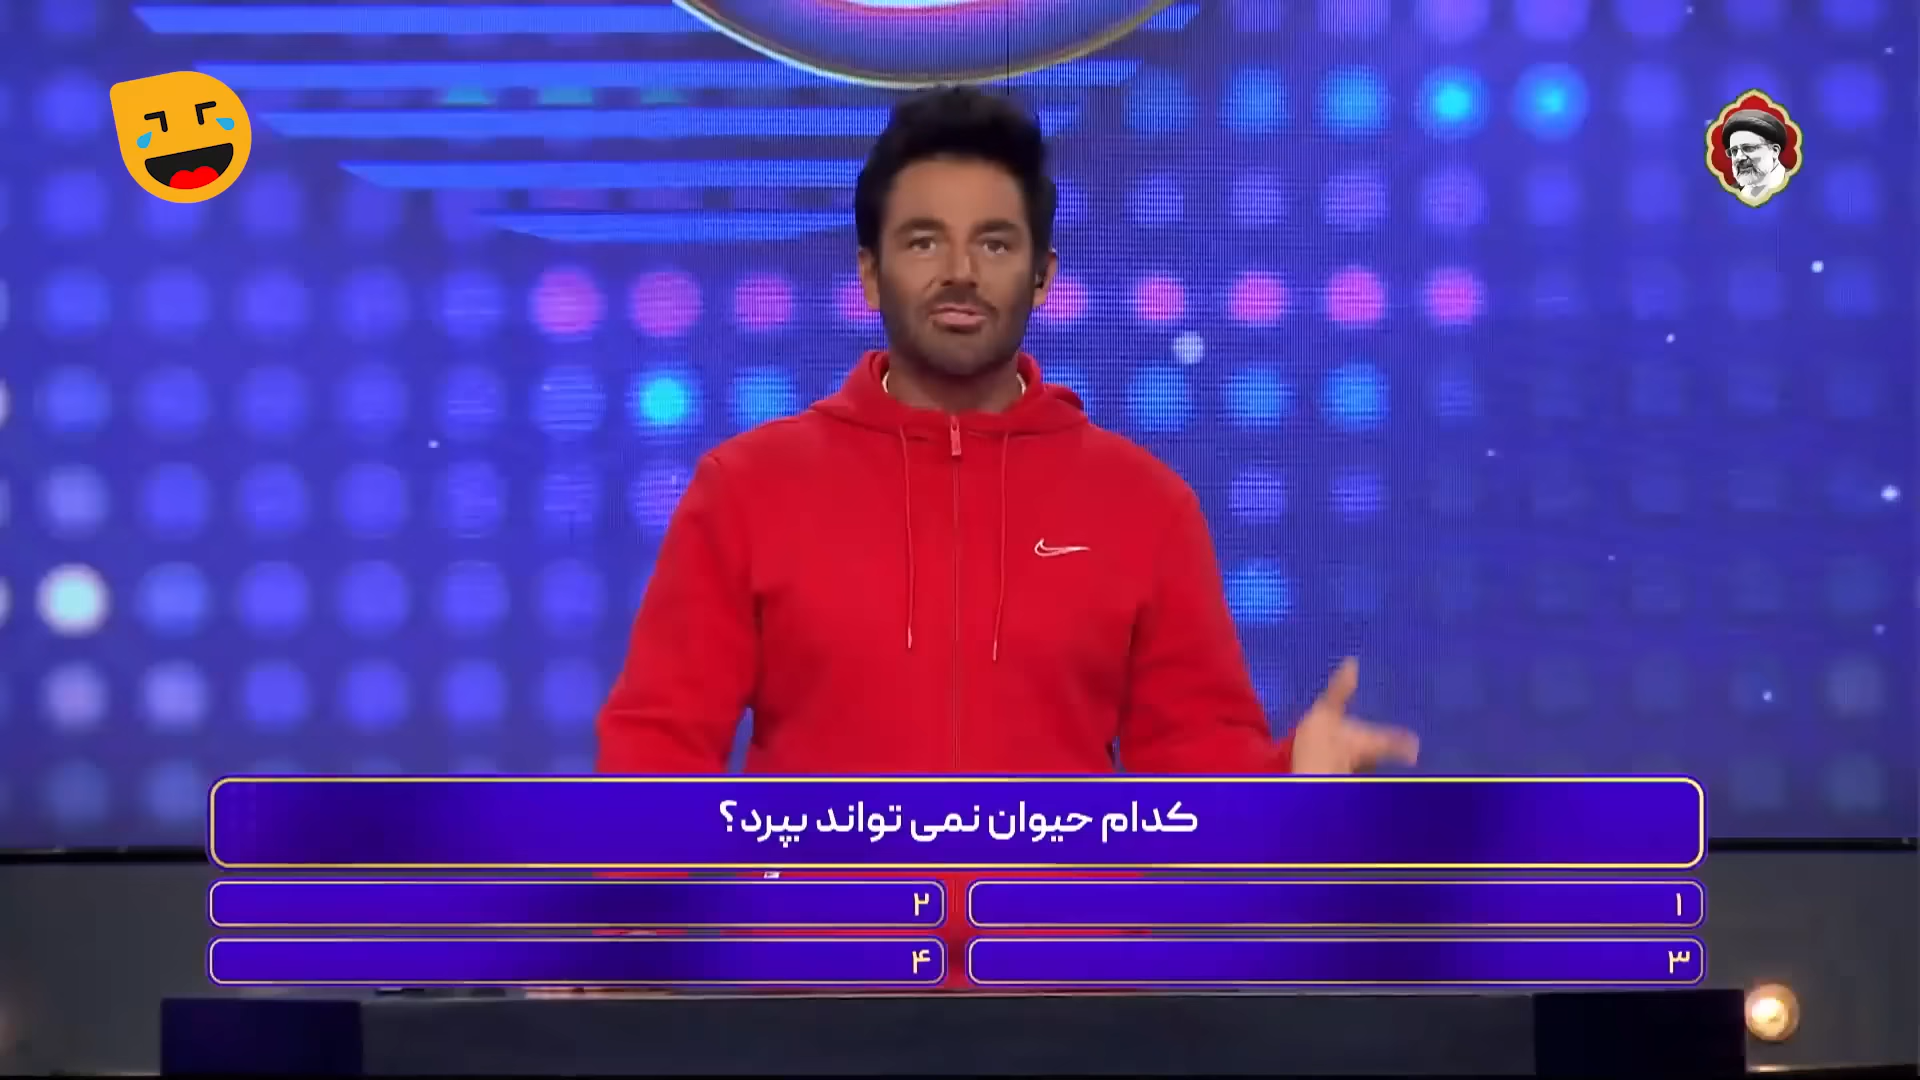 کدام حیوان نمی تواند بپرد؟
۱
۲
۳
۴